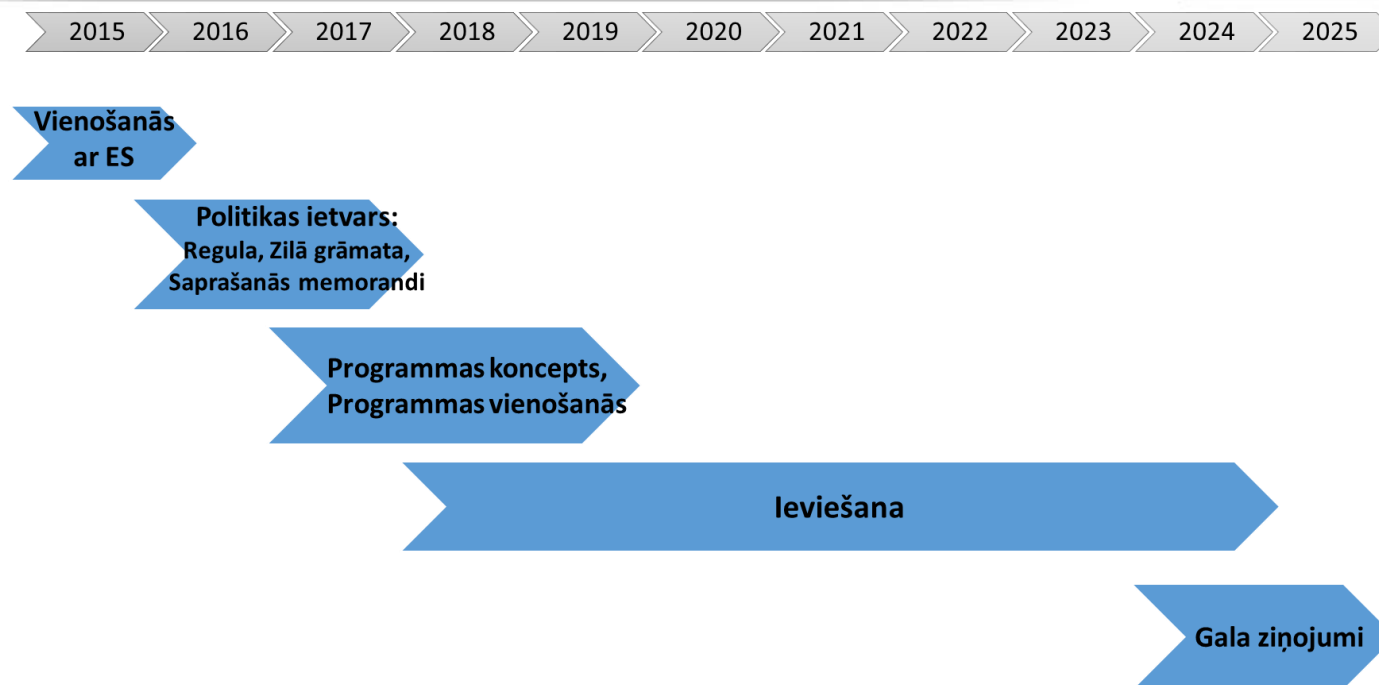 2015 2016 2017 2018 2019 2020 2021 2022 2023 2024 2025
Vienošanās
ar ES
Politikas ietvars:
Regula, Zilā grāmata,
Saprašanās memorandi
Programmas koncepts,
Programmas vienošanās
Ieviešana
Gala ziņojumi